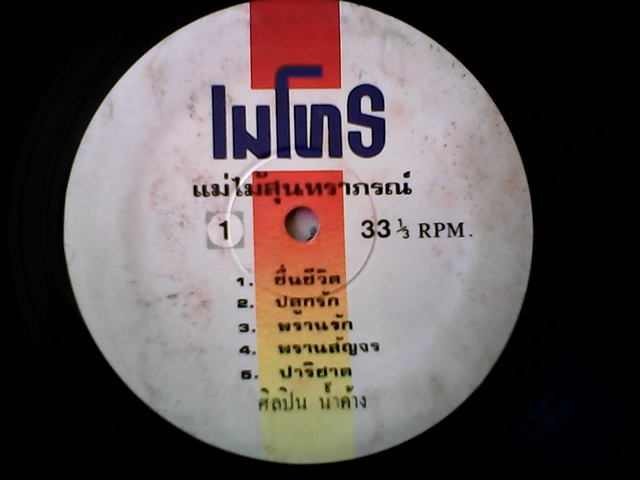 เมโทร
แม่ไม้สุนทราภรณ์
1 33 ⅓ RPM.
1. ชื่นชีวิต
2. ปลุกรัก
3. พร้านรัก
4. พรานสัญจร
5. ปาริชาต
ศิลปิน น้ำค้าง